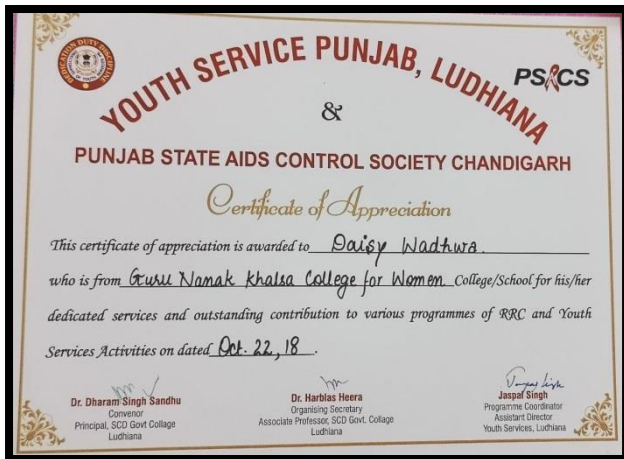 YOUTH SERVICE PUNJAB, LUDHIANA
PSACS
&
PUNJAB STATE AIDS CONTROL SOCIETY CHANDIGARH
Certificate of Appreciation
This certificate of appreciation is awarded to Daisy Wadhwa.
who is from Guru Nanak Khalsa College for Women College/School for his/her
dedicated services and outstanding contribution to various programmes of RRC and Youth
Services Activities on dated Oct. 22, 18.
Dr. Dharam Singh Sandhu
Convenor
Principal, SCD Govt Collage
Ludhiana
Dr. Harblas Heera
Organising Secretary
Associate Professor, SCD Govt. Collage
Ludhiana
Jaspal Singh
Jaspal Singh
Programme Coordinator
Assistant Director
Youth Services, Ludhiana